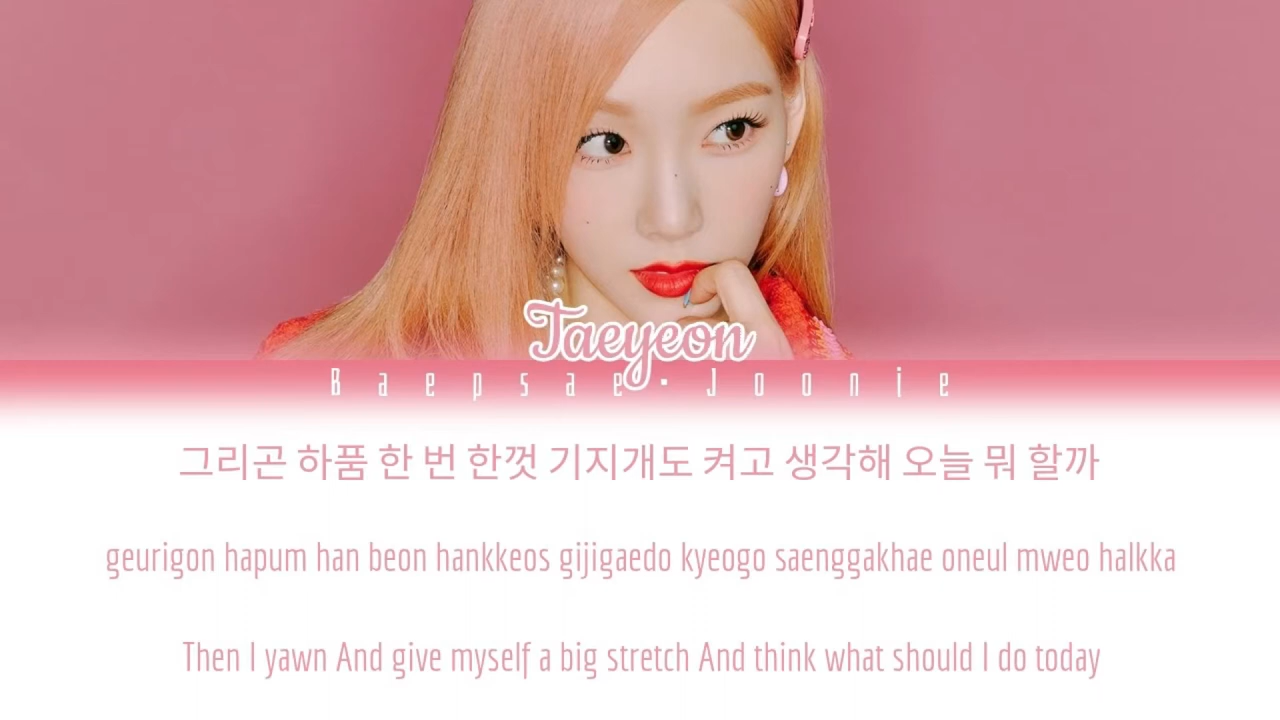 Taeyeon
Baepsae·Joonie
그리곤 하품 한 번 한껏 기지개도 켜고 생각해 오늘 뭐 할까
geurigon hapum han beon hankkeos gijigaedo kyeogo saenggakhae oneul mweo halkka
Then I yawn And give myself a big stretch And think what should I do today